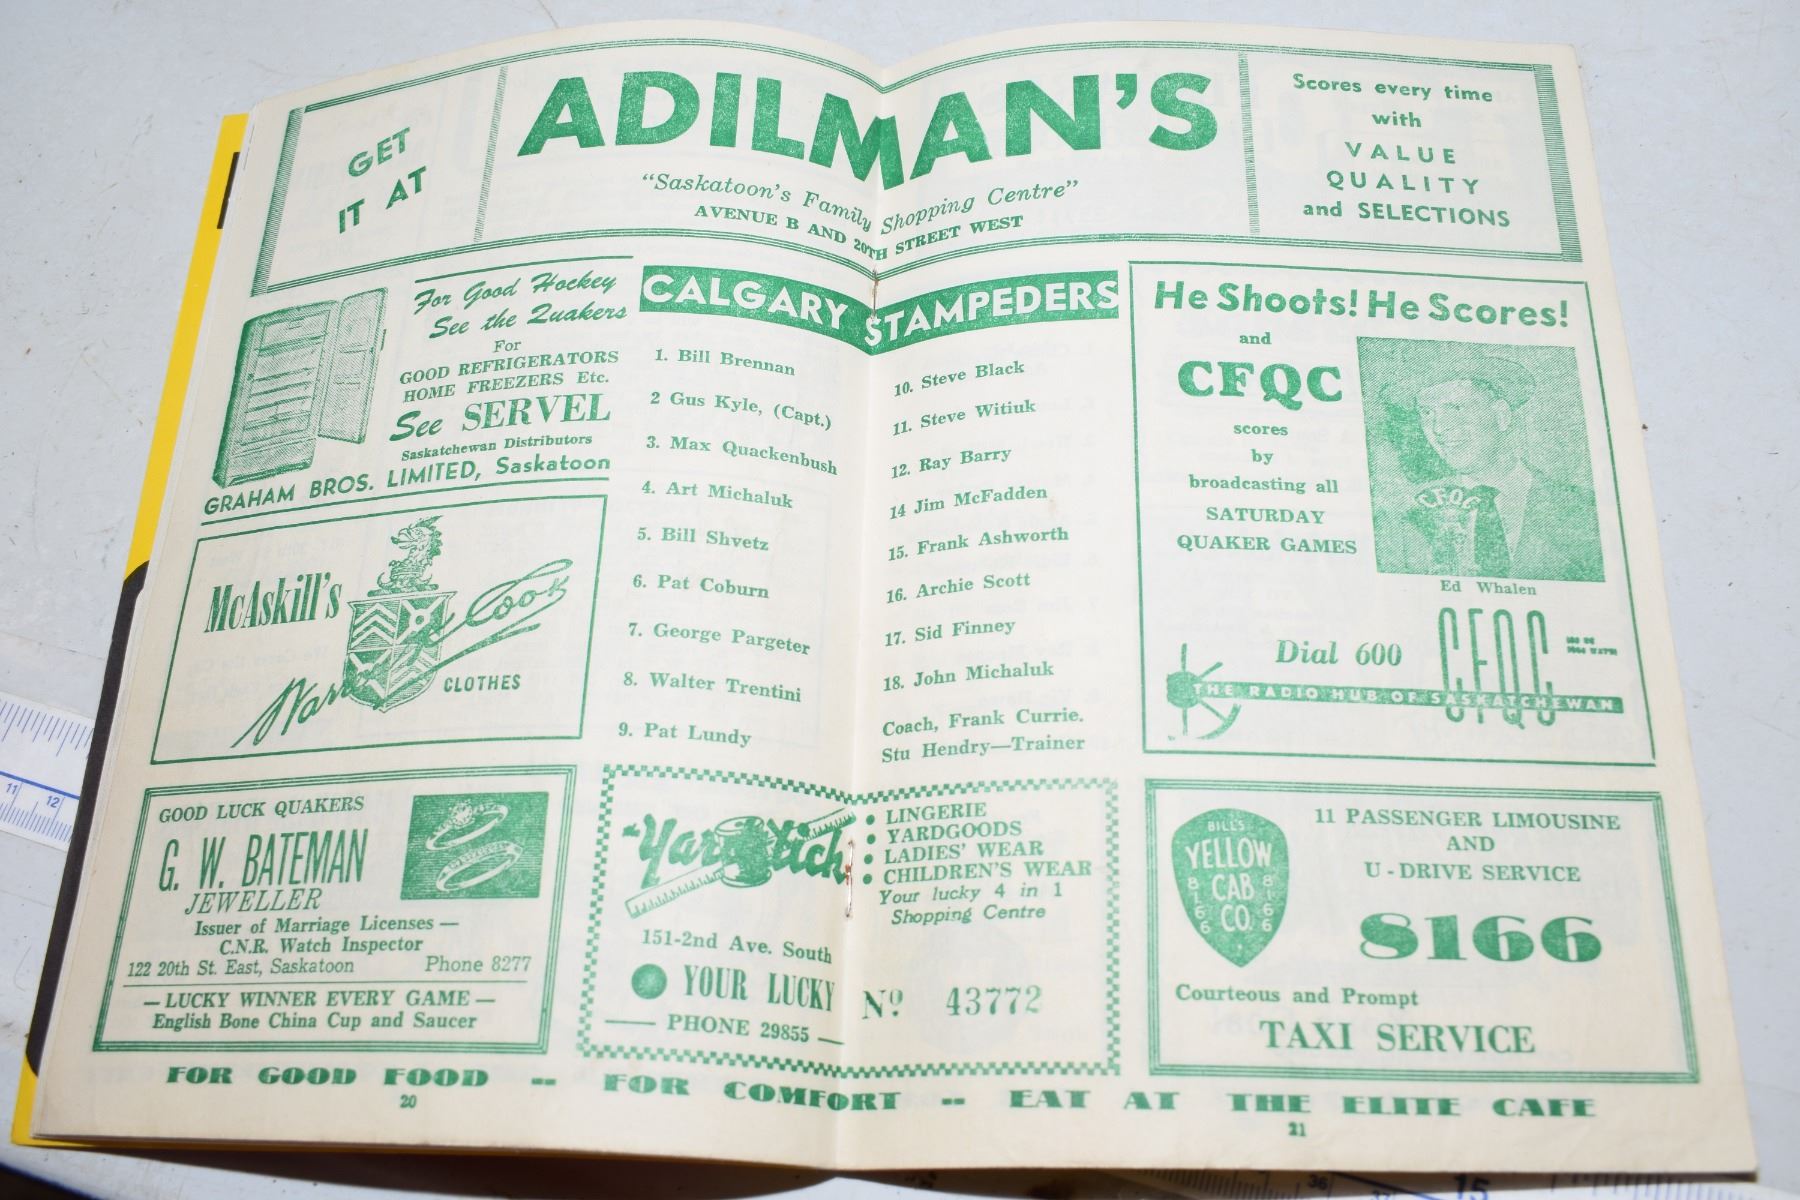 GET
IT AT
ADILMAN'S
"Saskatoon's Family Shopping Centre"
AVENUE B AND 20TH STREET WEST
Scores every time
with
VALUE
QUALITY
and SELECTIONS
For Good Hockey
See the Quakers
For
GOOD REFRIGERATORS
HOME FREEZERS Etc.
See SERVEL
Saskatchewan Distributors
GRAHAM BROS. LIMITED, Saskatoon
McAskill's
Warren Cook
CLOTHES
GOOD LUCK QUAKERS
G. W. BATEMAN
JEWELLER
Issuer of Marriage Licenses —
C.N.R. Watch Inspector
122 20th St. East, Saskatoon Phone 8277
— LUCKY WINNER EVERY GAME —
English Bone China Cup and Saucer
CALGARY STAMPEDERS
1. Bill Brennan
2 Gus Kyle, (Capt.)
3. Max Quackenbush
4. Art Michaluk
5. Bill Shvetz
6. Pat Coburn
7. George Pargeter
8. Walter Trentini
9. Pat Lundy
10. Steve Black
11. Steve Witiuk
12. Ray Barry
14 Jim McFadden
15. Frank Ashworth
16. Archie Scott
17. Sid Finney
18. John Michaluk
Coach, Frank Currie.
Stu Hendry—Trainer
Yardstick
• LINGERIE
• YARDGOODS
• LADIES' WEAR
• CHILDREN'S WEAR
Your lucky 4 in 1
Shopping Centre
151-2nd Ave. South
YOUR LUCKY Nº 43772
— PHONE 29855 —
He Shoots! He Scores!
and
CFQC
scores
by
broadcasting all
SATURDAY
QUAKER GAMES
CFQC
Ed Whalen
Dial 600
CFQC
THE RADIO HUB OF SASKATCHEWAN
BILL'S
YELLOW
CAB
CO.
8166
8166
11 PASSENGER LIMOUSINE
AND
U - DRIVE SERVICE
8166
Courteous and Prompt
TAXI SERVICE
FOR GOOD FOOD -- FOR COMFORT -- EAT AT THE ELITE CAFE
20
21
11 12
36
37
15